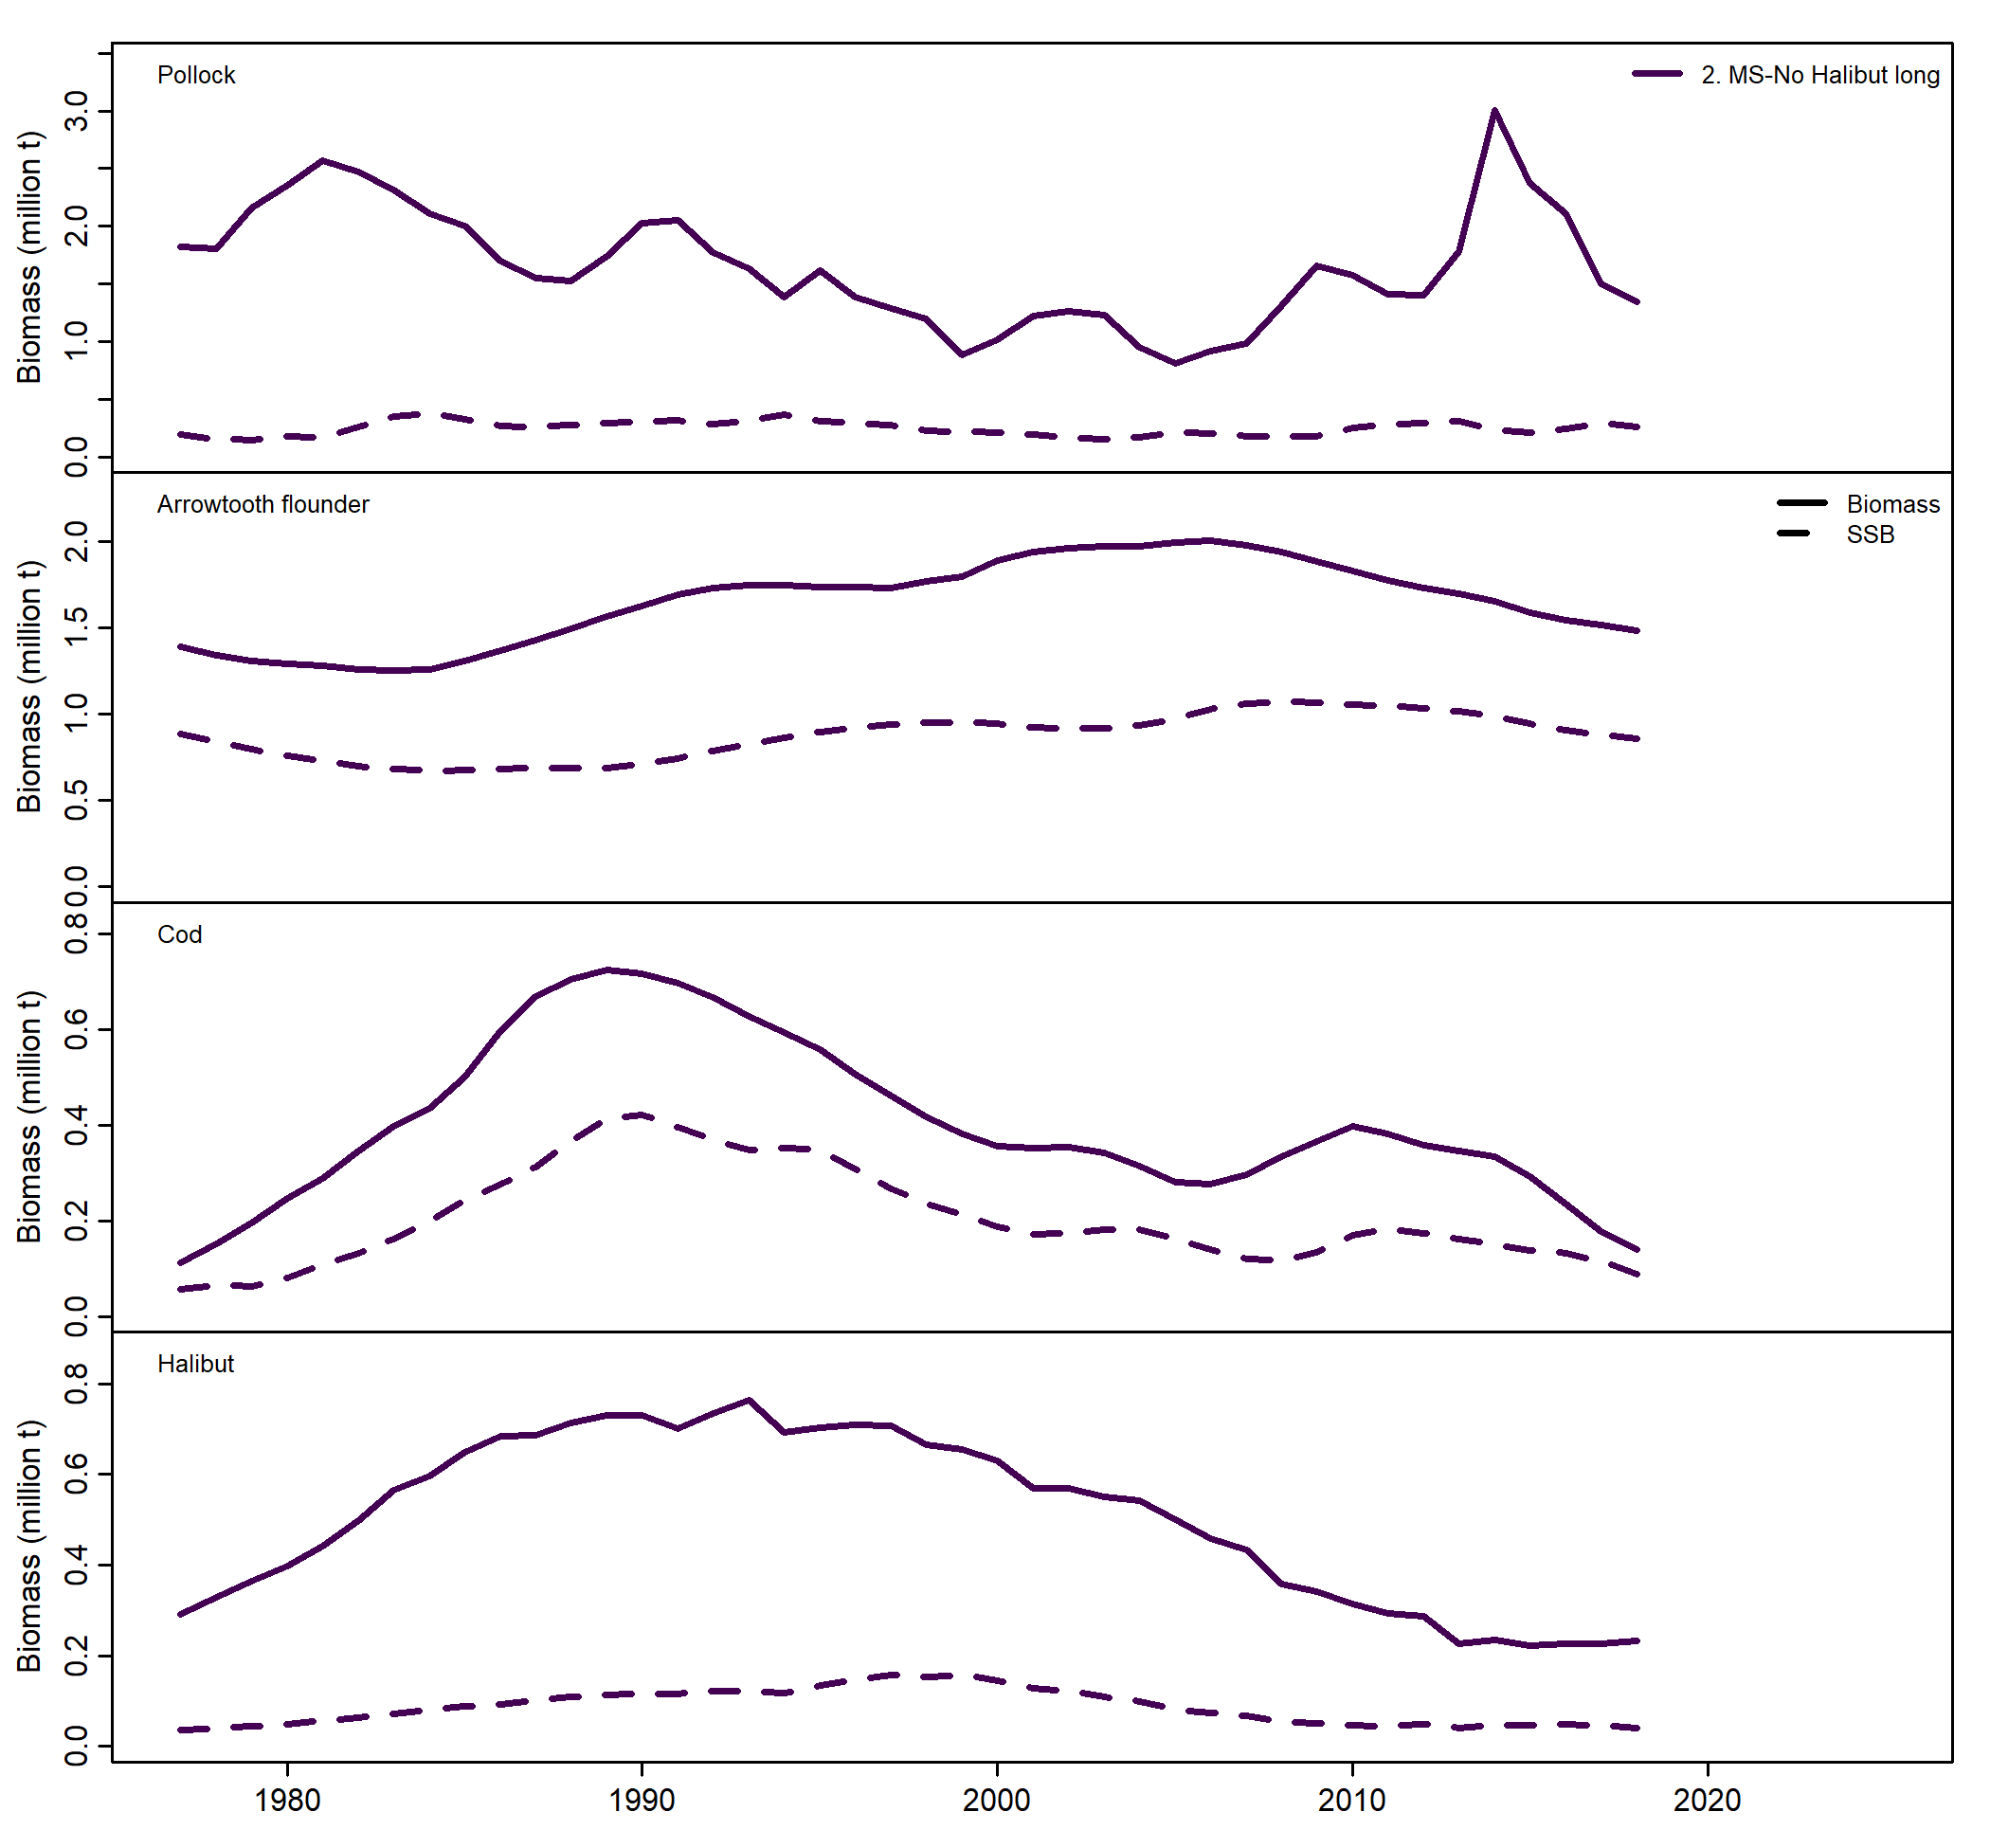 Pollock
2. MS-No Halibut long
Biomass (million t)
3.0
2.0
1.0
0.0
Arrowtooth flounder
Biomass
SSB
Biomass (million t)
2.0
1.5
1.0
0.5
0.0
Cod
Biomass (million t)
0.8
0.6
0.4
0.2
0.0
Halibut
Biomass (million t)
0.8
0.6
0.4
0.2
0.0
1980 1990 2000 2010 2020